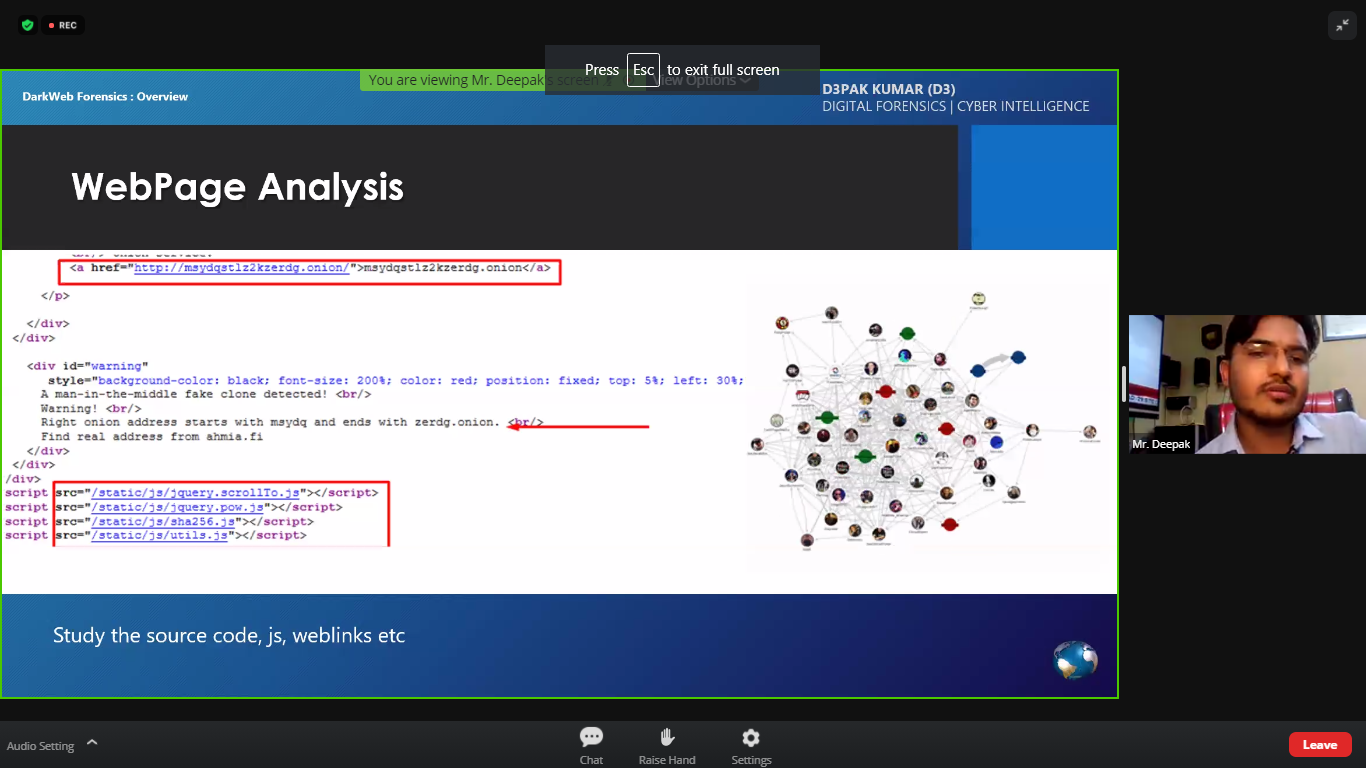 REC
Press Esc to exit full screen
You are viewing Mr. Deepak's screen
View Options
DarkWeb Forensics : Overview
D3PAK KUMAR (D3)
DIGITAL FORENSICS | CYBER INTELLIGENCE
WebPage Analysis
<a href="http://msydqstlz2kzerdg.onion/">msydqstlz2kzerdg.onion</a>
</p>
</div>
</div>
<div id="warning"
style="background-color: black; font-size: 200%; color: red; position: fixed; top: 5%; left: 30%;
A man-in-the-middle fake clone detected! <br/>
Warning! <br/>
Right onion address starts with msydq and ends with zerdg.onion. <br/>
Find real address from ahmia.fi
</div>
</div>
/div>
script src="/static/js/jquery.scrollTo.js"></script>
script src="/static/js/jquery.pow.js"></script>
script src="/static/js/sha256.js"></script>
script src="/static/js/utils.js"></script>
Study the source code, js, weblinks etc
Mr. Deepak
Audio Setting
Chat
Raise Hand
Settings
Leave